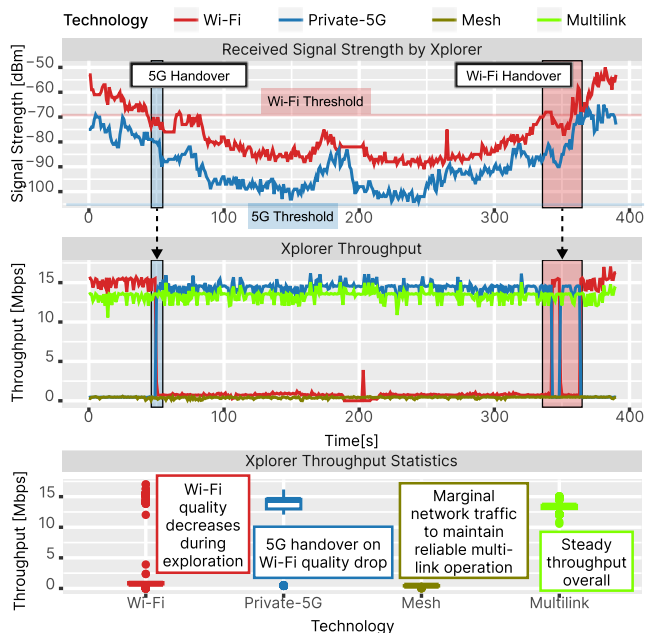 Technology Wi-Fi Private-5G Mesh Multilink
Received Signal Strength by Xplorer
Signal Strength [dBm]
−50
−60
−70
−80
−90
−100
5G Handover
Wi-Fi Handover
Wi-Fi Threshold
5G Threshold
0 100 200 300 400
Xplorer Throughput
Throughput [Mbps]
15
10
5
0
0 100 200 300 400
Time[s]
Xplorer Throughput Statistics
Throughput [Mbps]
15
10
5
0
Wi-Fi
quality
decreases
during
exploration
5G handover on
Wi-Fi quality drop
Marginal
network traffic
to maintain
reliable multi-
link operation
Steady
throughput
overall
Wi-Fi Private-5G Mesh Multilink
Technology